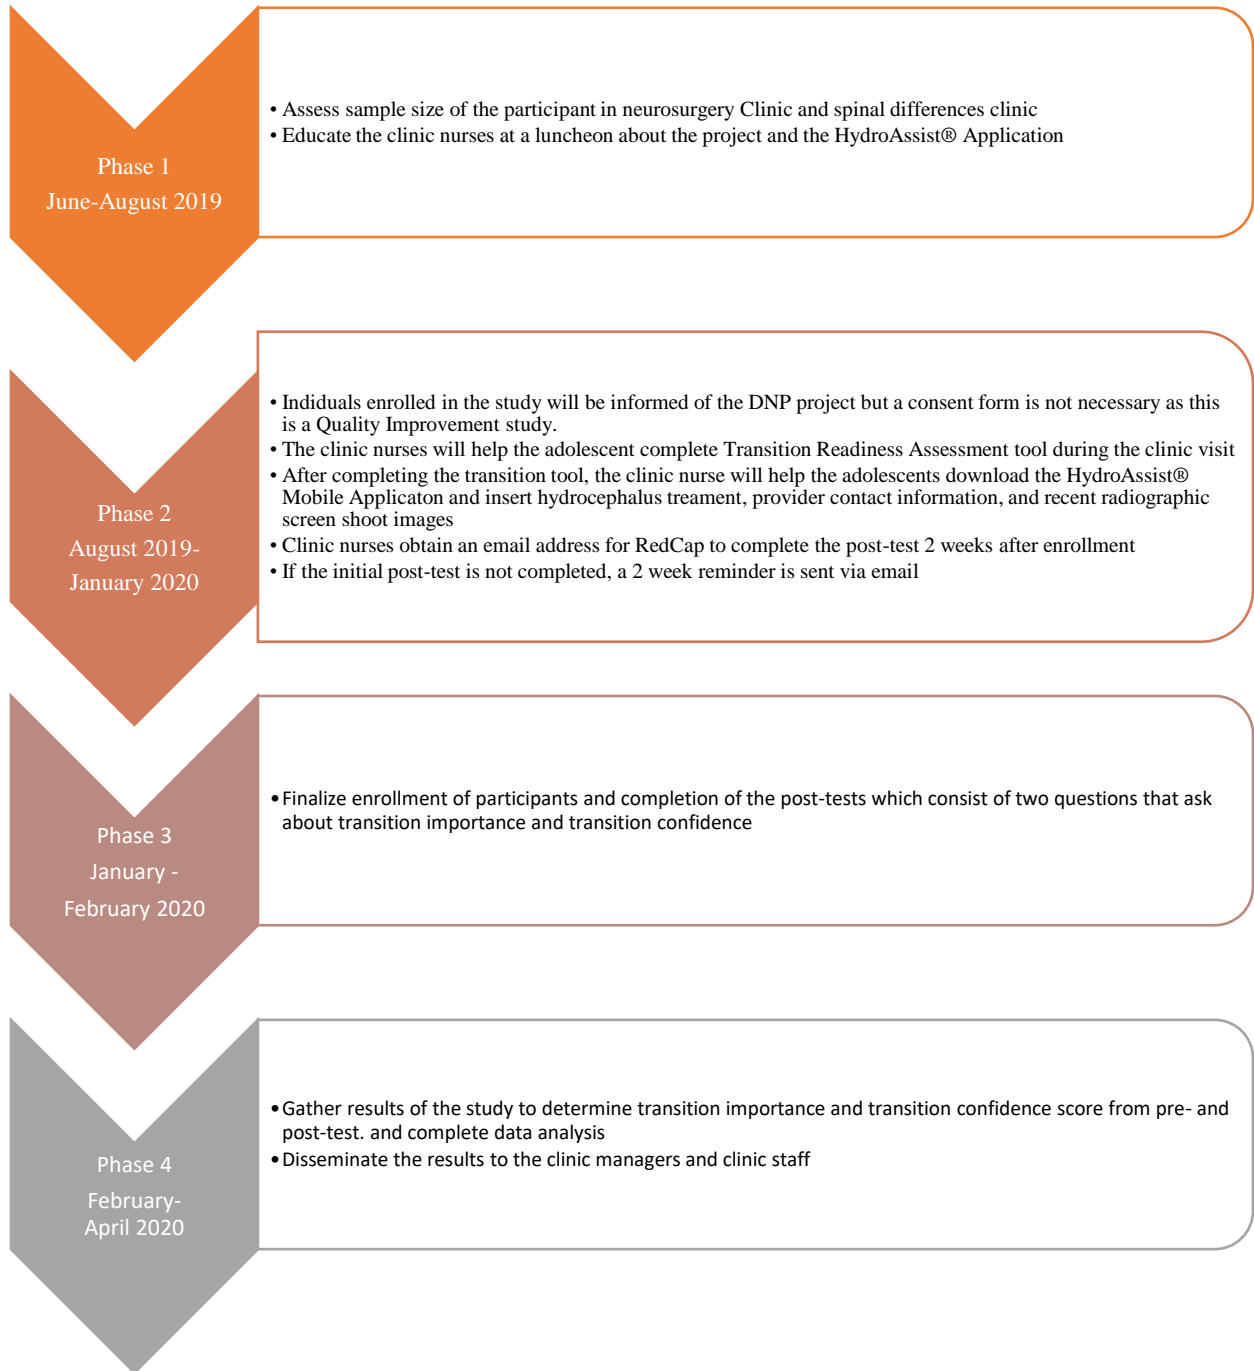 Phase 1
June-August 2019
• Assess sample size of the participant in neurosurgery Clinic and spinal differences clinic
• Educate the clinic nurses at a luncheon about the project and the HydroAssist® Application
Phase 2
August 2019-
January 2020
• Indiduals enrolled in the study will be informed of the DNP project but a consent form is not necessary as this
is a Quality Improvement study.
• The clinic nurses will help the adolescent complete Transition Readiness Assessment tool during the clinic visit
• After completing the transition tool, the clinic nurse will help the adolescents download the HydroAssist®
Mobile Applicaton and insert hydrocephalus treament, provider contact information, and recent radiographic
screen shoot images
• Clinic nurses obtain an email address for RedCap to complete the post-test 2 weeks after enrollment
• If the initial post-test is not completed, a 2 week reminder is sent via email
Phase 3
January -
February 2020
•Finalize enrollment of participants and completion of the post-tests which consist of two questions that ask
about transition importance and transition confidence
Phase 4
February-
April 2020
•Gather results of the study to determine transition importance and transition confidence score from pre- and
post-test. and complete data analysis
•Disseminate the results to the clinic managers and clinic staff